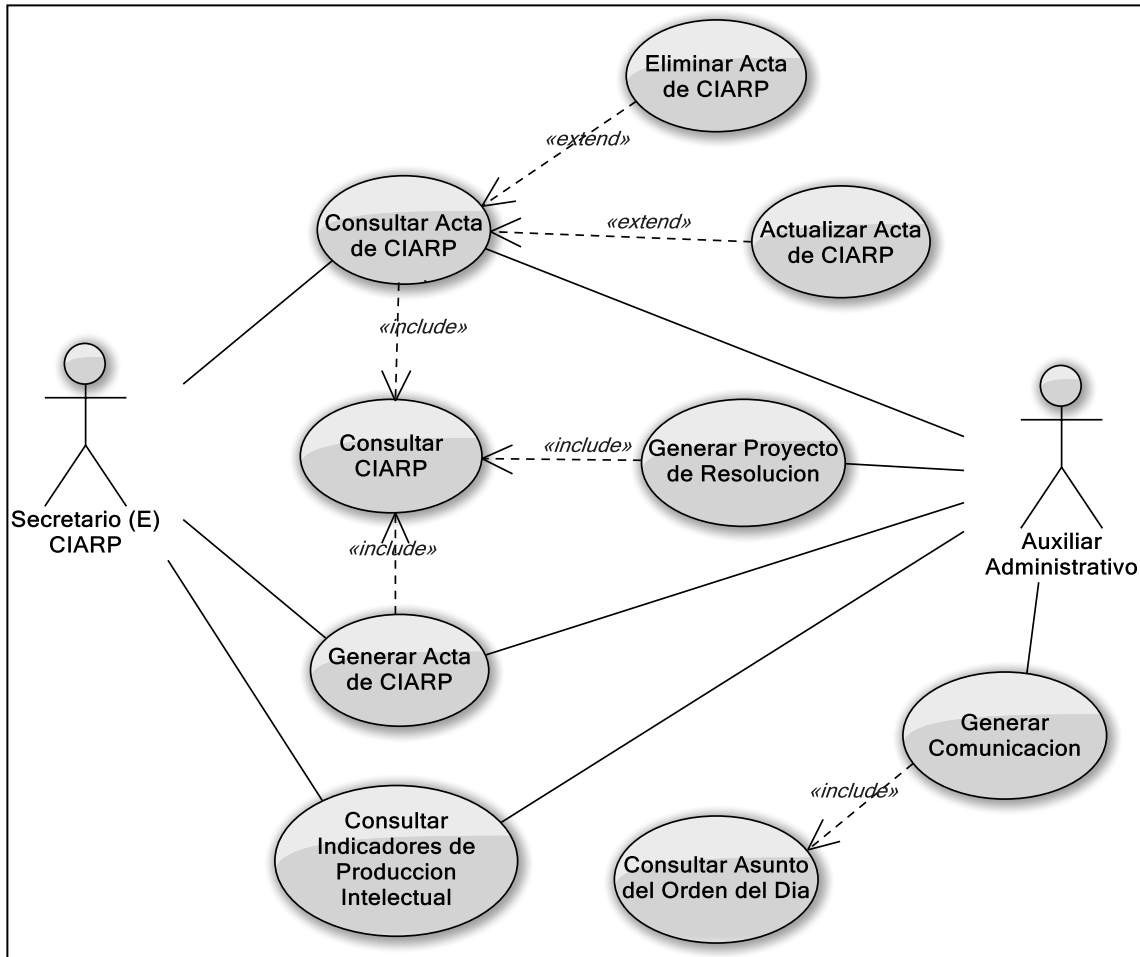 Eliminar Acta
de CIARP
«extend»
Consultar Acta
de CIARP
«extend»
Actualizar Acta
de CIARP
«include»
Consultar
CIARP
«include»
Generar Proyecto
de Resolucion
Secretario (E)
CIARP
Auxiliar
Administrativo
«include»
Generar Acta
de CIARP
Generar
Comunicacion
«include»
Consultar
Indicadores de
Produccion
Intelectual
Consultar Asunto
del Orden del Dia